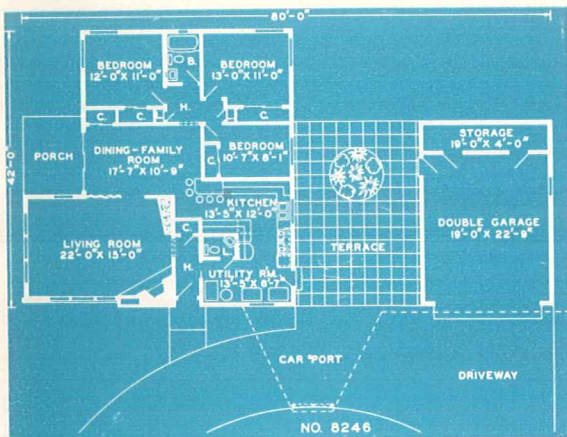 80'-0"
42'-0"
BEDROOM
12'-0" X 11'-0"
B.
BEDROOM
13'-0" X 11'-0"
H.
C.
C.
C.
PORCH
DINING-FAMILY
ROOM
17'-7" X 10'-9"
C.
BEDROOM
10'-7" X 8'-1"
STORAGE
19'-0" X 4'-0"
KITCHEN
13'-5" X 12'-0"
LIVING ROOM
22'-0" X 15'-0"
C.
L.
H.
UTILITY RM.
13'-5" X 6'-7"
TERRACE
DOUBLE GARAGE
19'-0" X 22'-9"
CAR PORT
DRIVEWAY
NO. 8246